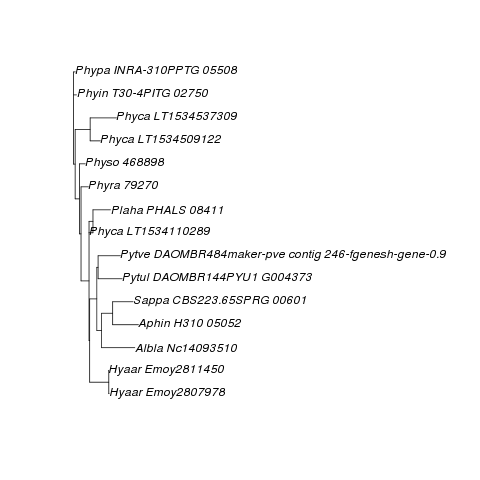 Phypa INRA-310PPTG 05508
Phyin T30-4PITG 02750
Phyca LT1534537309
Phyca LT1534509122
Physo 468898
Phyra 79270
Plaha PHALS 08411
Phyca LT1534110289
Pytve DAOMBR484maker-pve contig 246-fgenesh-gene-0.9
Pytul DAOMBR144PYU1 G004373
Sappa CBS223.65SPRG 00601
Aphin H310 05052
Albla Nc14093510
Hyaar Emoy2811450
Hyaar Emoy2807978